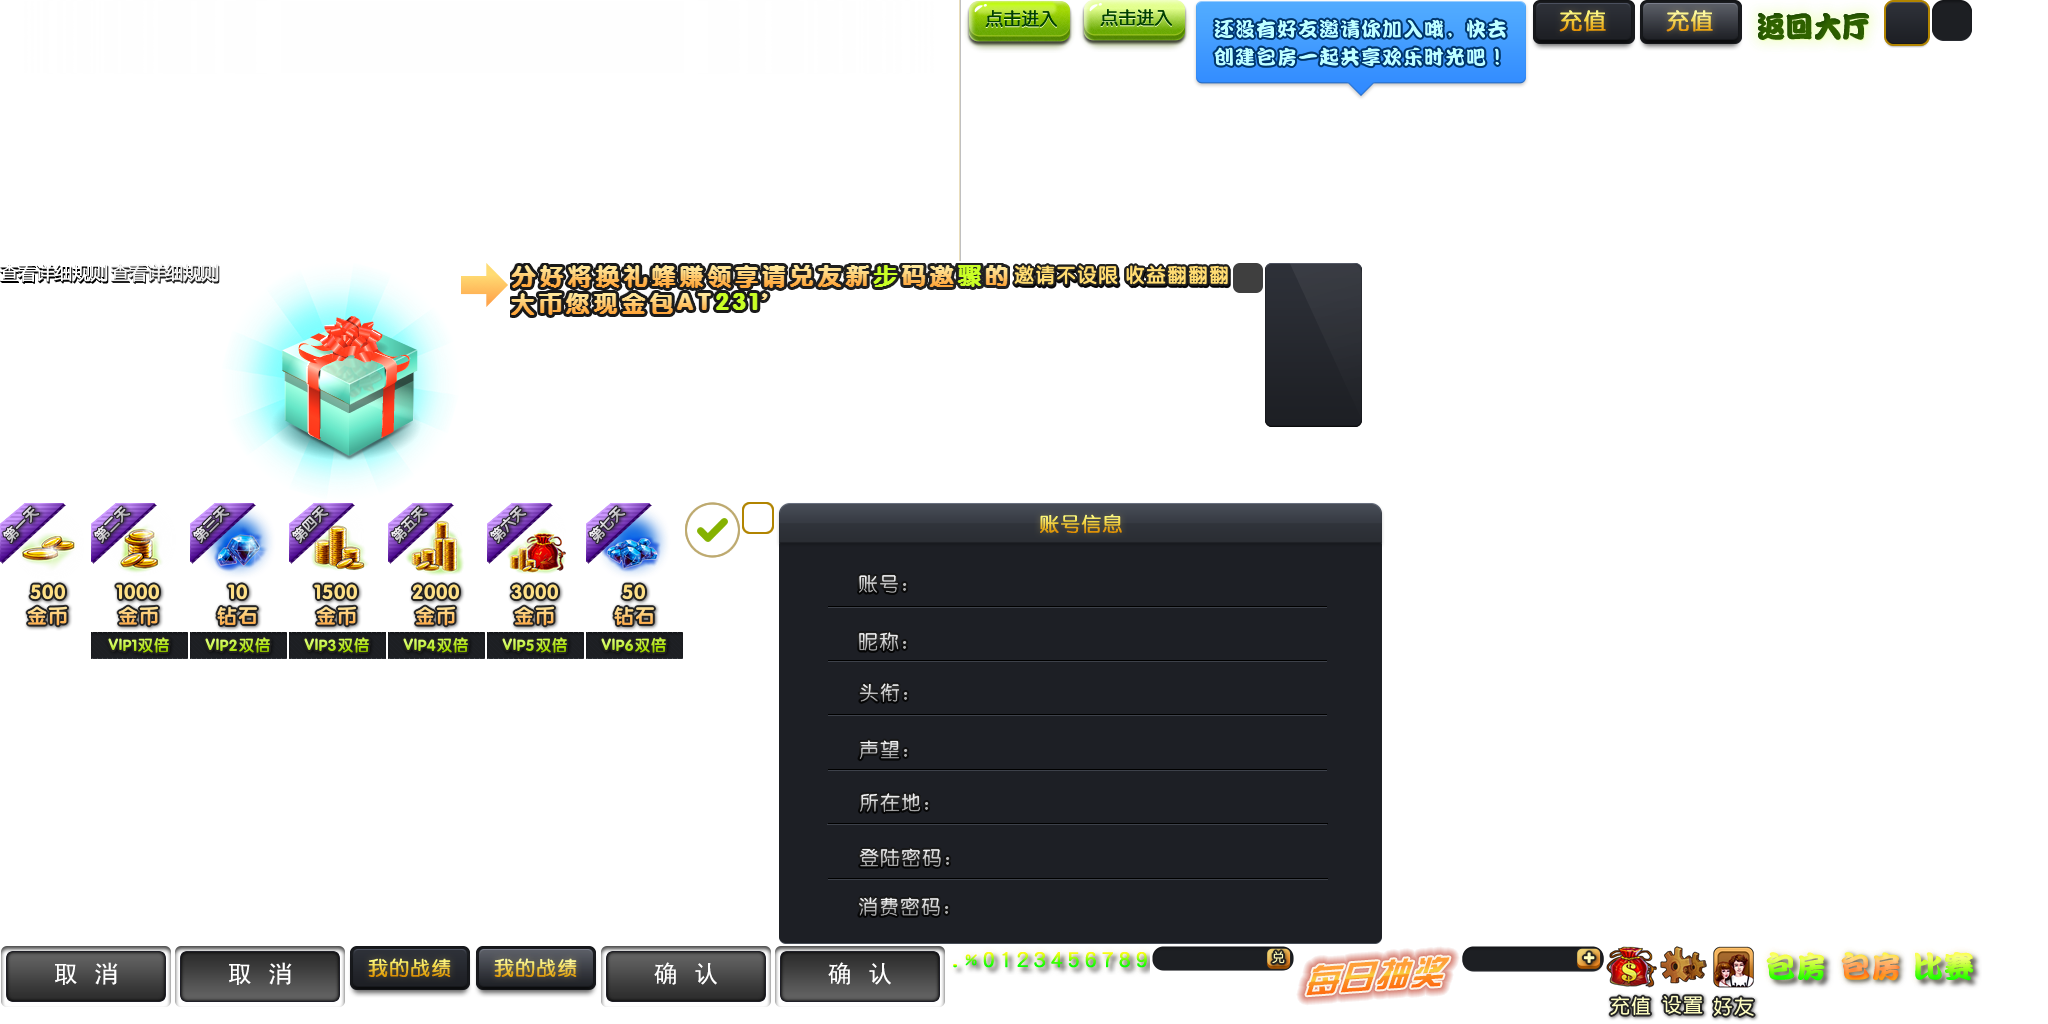 点击进入
点击进入
还没有好友邀请你加入哦，快去
创建包房一起共享欢乐时光吧！
充值
充值
返回大厅
查看详细规则
查看详细规则
分好将换礼蜂赚领享请兑友新步码邀骤的
大币您现金包AT231’
邀请不设限 收益翻翻翻
第一天
500
金币
第二天
1000
金币
VIP1双倍
第三天
10
钻石
VIP2双倍
第四天
1500
金币
VIP3双倍
第五天
2000
金币
VIP4双倍
第六天
3000
金币
VIP5双倍
第七天
50
钻石
VIP6双倍
账号信息
账号：
昵称：
头衔：
声望：
所在地：
登陆密码：
消费密码：
取 消
取 消
我的战绩
我的战绩
确 认
确 认
.%0123456789
兑
每日抽奖
充值
设置
好友
包房
包房
比赛